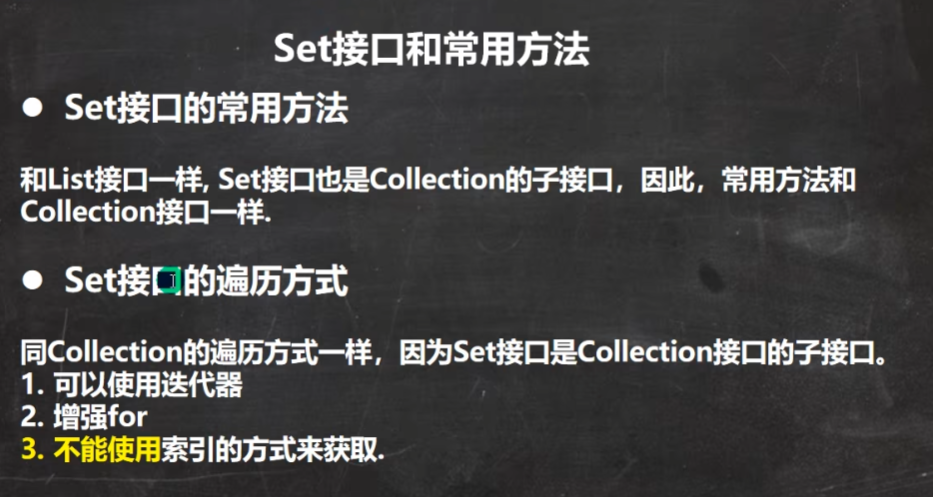 Set接口和常用方法
● Set接口的常用方法
和List接口一样, Set接口也是Collection的子接口，因此，常用方法和
Collection接口一样.
● Set接口的遍历方式
同Collection的遍历方式一样，因为Set接口是Collection接口的子接口。
1. 可以使用迭代器
2. 增强for
3. 不能使用索引的方式来获取.